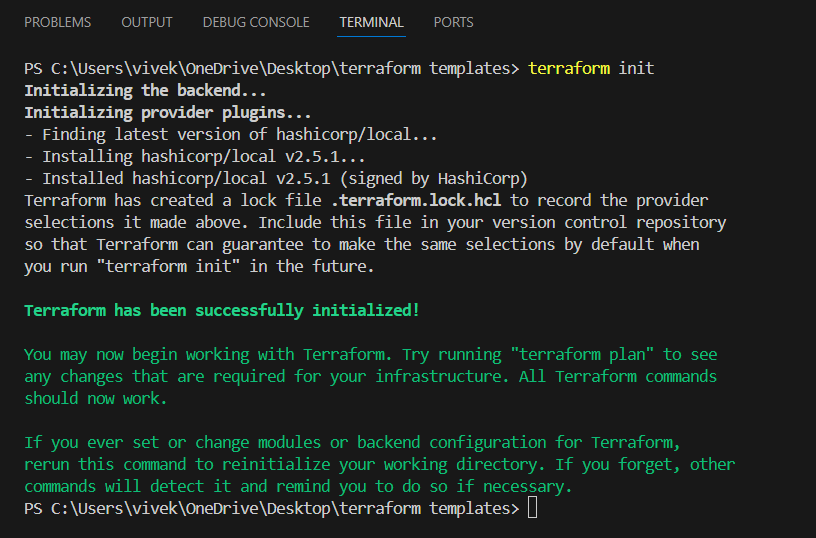 PROBLEMS OUTPUT DEBUG CONSOLE TERMINAL PORTS
PS C:\Users\vivek\OneDrive\Desktop\terraform templates> terraform init
Initializing the backend...
Initializing provider plugins...
- Finding latest version of hashicorp/local...
- Installing hashicorp/local v2.5.1...
- Installed hashicorp/local v2.5.1 (signed by HashiCorp)
Terraform has created a lock file .terraform.lock.hcl to record the provider
selections it made above. Include this file in your version control repository
so that Terraform can guarantee to make the same selections by default when
you run "terraform init" in the future.
Terraform has been successfully initialized!
You may now begin working with Terraform. Try running "terraform plan" to see
any changes that are required for your infrastructure. All Terraform commands
should now work.
If you ever set or change modules or backend configuration for Terraform,
rerun this command to reinitialize your working directory. If you forget, other
commands will detect it and remind you to do so if necessary.
PS C:\Users\vivek\OneDrive\Desktop\terraform templates>